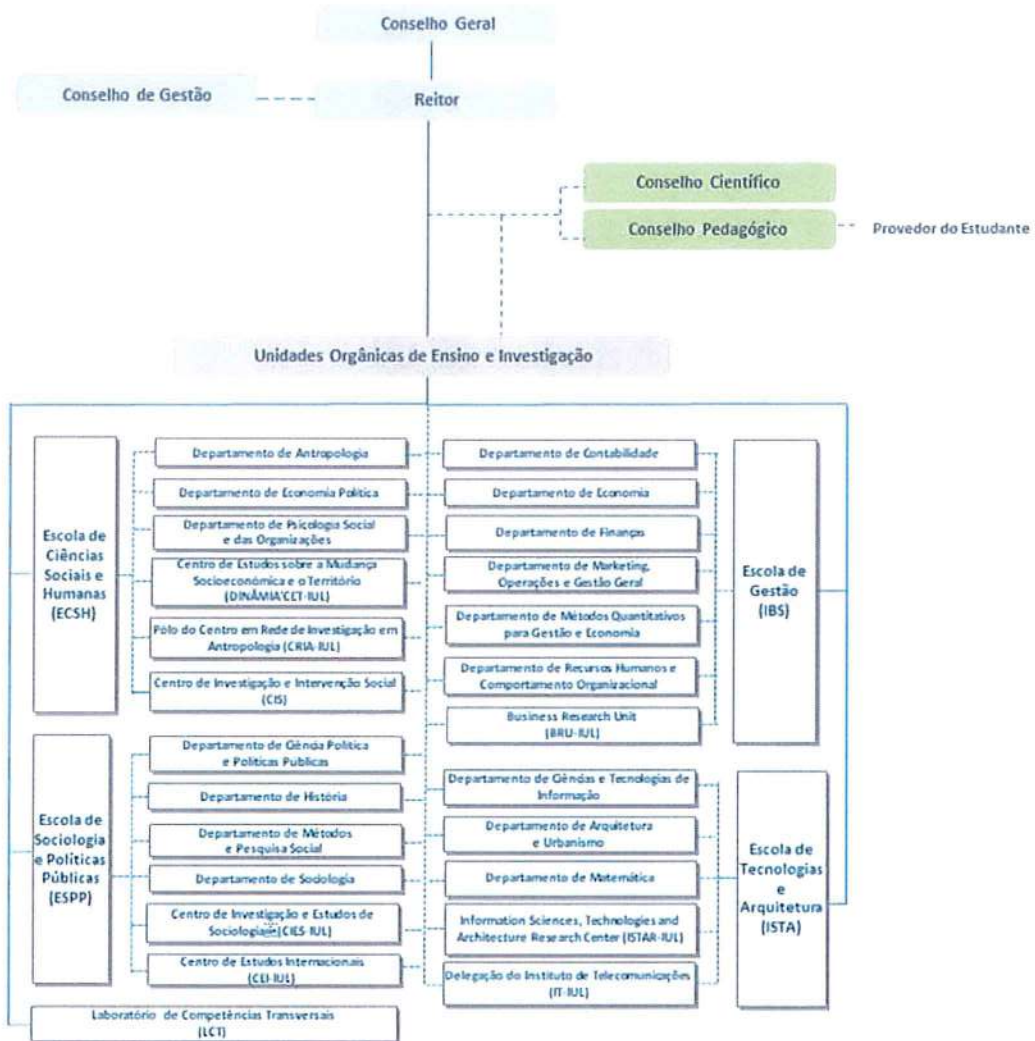 Conselho Geral
Conselho de Gestão
Reitor
Conselho Científico
Conselho Pedagógico
Provedor do Estudante
Unidades Orgânicas de Ensino e Investigação
Escola de
Ciências
Sociais e
Humanas
(ECSH)
Departamento de Antropologia
Departamento de Economia Política
Departamento de Psicologia Social
e das Organizações
Centro de Estudos sobre a Mudança
Socioeconómica e o Território
(DINÂMIA'CET-IUL)
Pólo do Centro em Rede de Investigação em
Antropologia (CRIA-IUL)
Centro de Investigação e Intervenção Social
(CIS)
Departamento de Contabilidade
Departamento de Economia
Departamento de Finanças
Departamento de Marketing,
Operações e Gestão Geral
Departamento de Métodos Quantitativos
para Gestão e Economia
Departamento de Recursos Humanos e
Comportamento Organizacional
Business Research Unit
(BRU-IUL)
Escola de
Gestão
(IBS)
Escola de
Sociologia
e Políticas
Públicas
(ESPP)
Departamento de Ciência Política
e Políticas Públicas
Departamento de História
Departamento de Métodos
e Pesquisa Social
Departamento de Sociologia
Centro de Investigação e Estudos de
Sociologia (CIES-IUL)
Centro de Estudos Internacionais
(CEI-IUL)
Departamento de Ciências e Tecnologias de
Informação
Departamento de Arquitetura
e Urbanismo
Departamento de Matemática
Information Sciences, Technologies and
Architecture Research Center (ISTAR-IUL)
Delegação do Instituto de Telecomunicações
(IT-IUL)
Escola de
Tecnologias
e
Arquitetura
(ISTA)
Laboratório de Competências Transversais
(LCT)